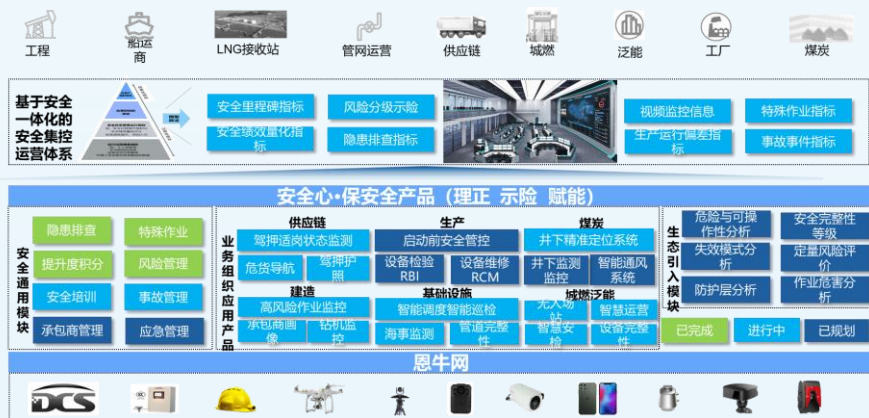 工程
船运
商
LNG接收站
管网运营
供应链
城燃
泛能
工厂
煤炭
基于安全
一体化的
安全集控
运营体系
安全里程碑指标
风险分级示险
安全绩效量化指
标
隐患排查指标
视频监控信息
特殊作业指标
生产运行偏差指
标
事故事件指标
安全心·保安全产品（理正 示险 赋能）
安全通用模块
隐患排查
特殊作业
提升度积分
风险管理
安全培训
事故管理
承包商管理
应急管理
业务组织应用产品
供应链
驾押适岗状态监测
危货导航
驾押护
照
生产
启动前安全管控
设备检验
RBI
设备维修
RCM
煤炭
井下精准定位系统
井下监测
监控
智能通风
系统
建造
高风险作业监控
承包商画
像
钻机监
控
基础设施
智能调度智能巡检
海事监测
管道完整
性
城燃泛能
无人场
站
智慧运营
智慧安
检
设备完整
性
生态引入模块
危险与可操
作性分析
安全完整性
等级
失效模式分
析
定量风险评
价
防护层分析
作业危害分
析
已完成
进行中
已规划
恩牛网
DCS